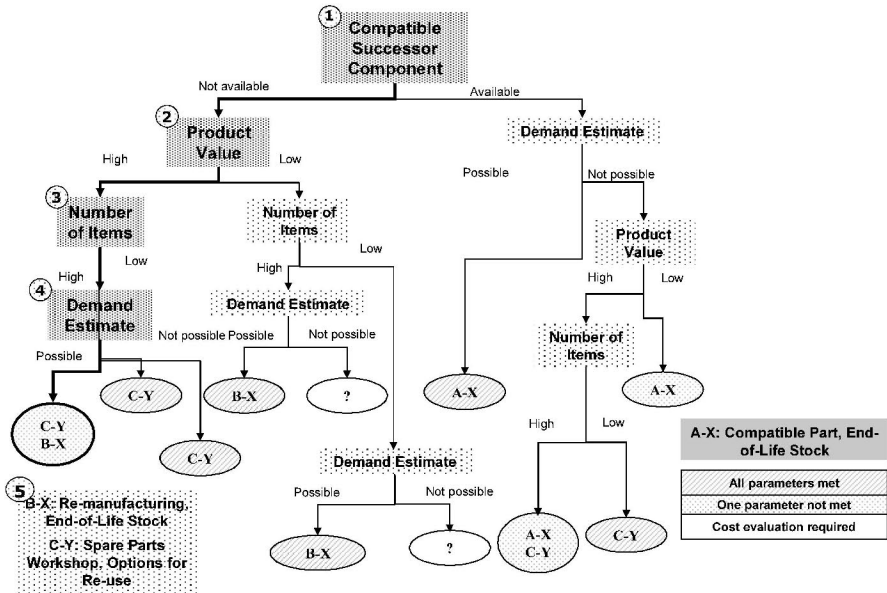 1
Compatible
Successor
Component
Not available
Available
2
Product
Value
Demand Estimate
High
Low
Possible
Not possible
3
Number
of Items
Number of
Items
Product
Value
Low
High
Low
High
High
Low
4
Demand
Estimate
Demand Estimate
Number of
Items
Possible
Not possible
Possible
Not possible
C-Y
B-X
?
A-X
A-X
C-Y
B-X
C-Y
High
Low
Demand Estimate
A-X: Compatible Part, End-
of-Life Stock
All parameters met
One parameter not met
Cost evaluation required
5
B-X: Re-manufacturing,
End-of-Life Stock
C-Y: Spare Parts
Workshop, Options for
Re-use
Possible
Not possible
B-X
?
A-X
C-Y
C-Y